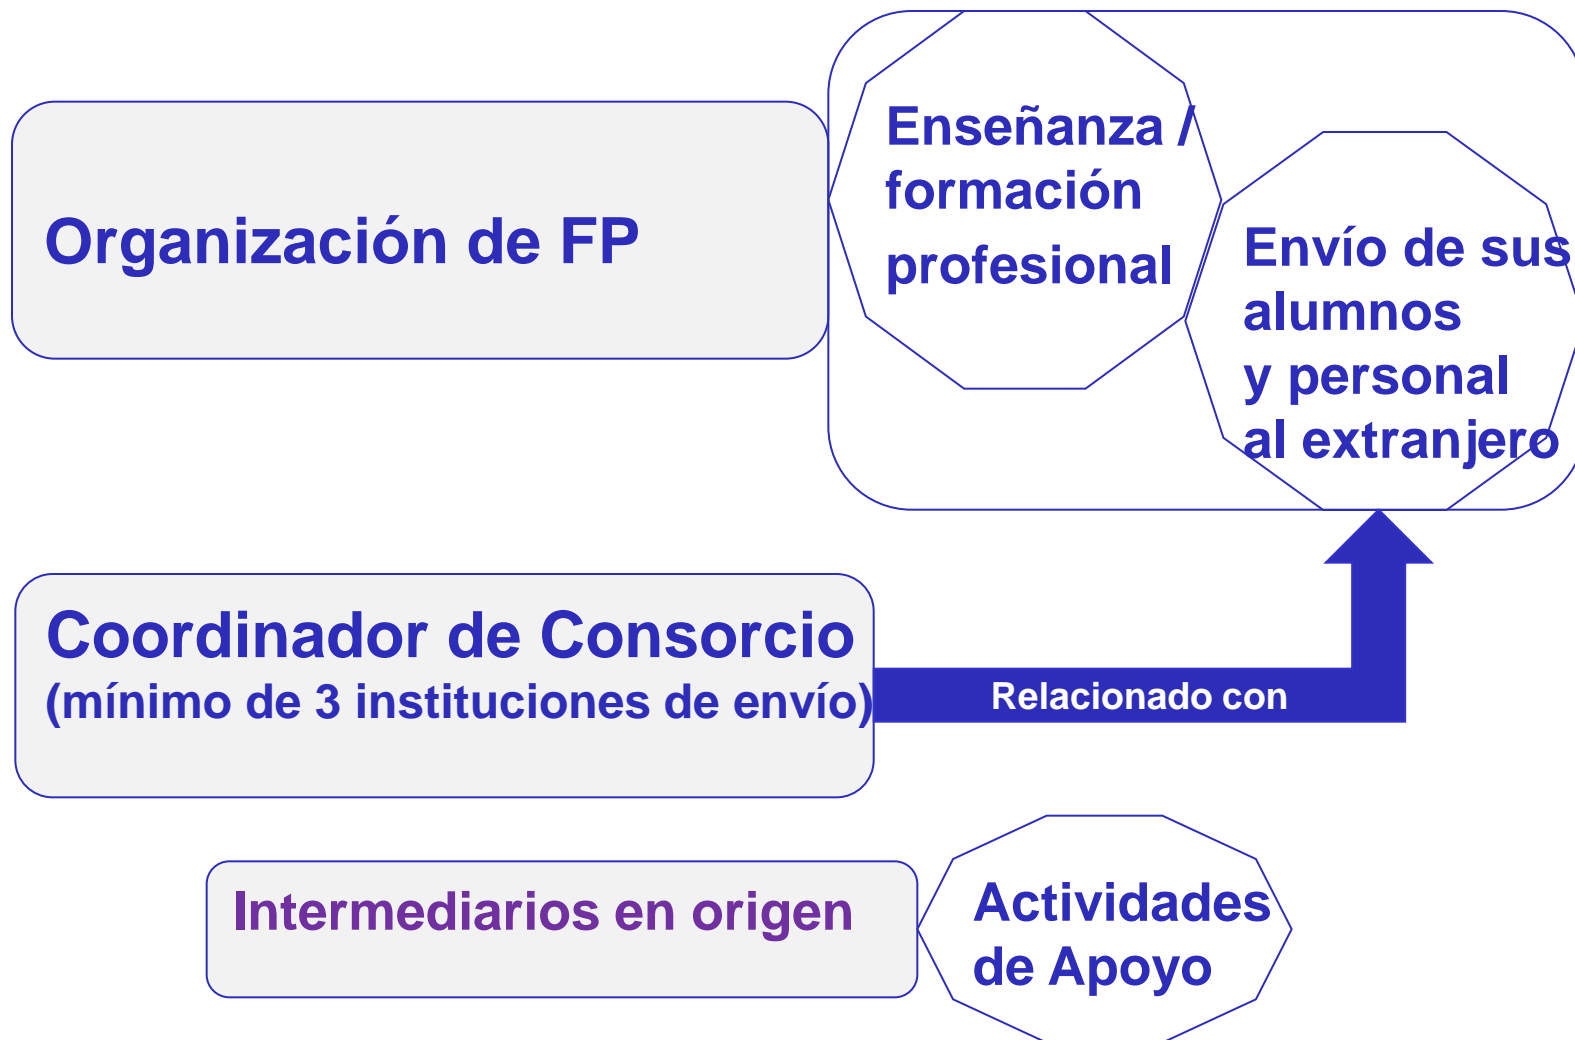 Organización de FP
Enseñanza /
formación
profesional
Envío de sus
alumnos
y personal
al extranjero
Coordinador de Consorcio
(mínimo de 3 instituciones de envío)
Relacionado con
Intermediarios en origen
Actividades
de Apoyo